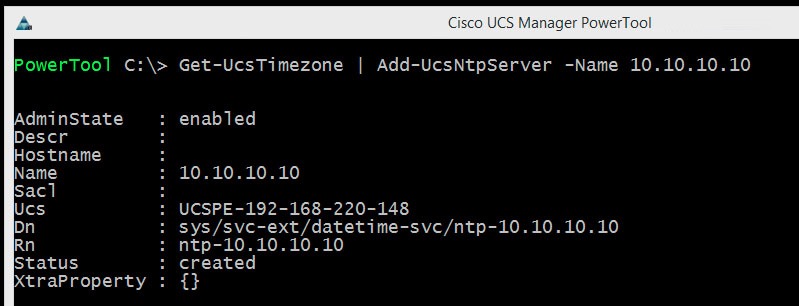 Cisco UCS Manager PowerTool
PowerTool C:\> Get-UcsTimezone | Add-UcsNtpServer -Name 10.10.10.10
AdminState   : enabled
Descr        :
Hostname     :
Name         : 10.10.10.10
Sacl         :
Ucs          : UCSPE-192-168-220-148
Dn           : sys/svc-ext/datetime-svc/ntp-10.10.10.10
Rn           : ntp-10.10.10.10
Status       : created
XtraProperty : {}